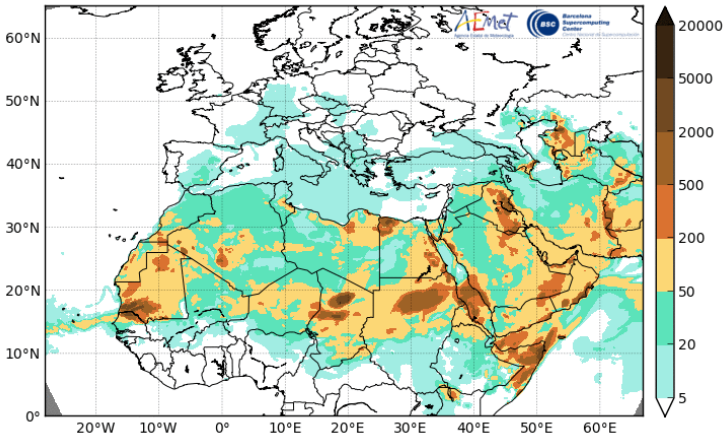 AEMet
Agencia Estatal de Meteorología
BSC
Barcelona
Supercomputing
Center
Centro Nacional de Supercomputación
60°N
50°N
40°N
30°N
20°N
10°N
0°
20°W
10°W
0°
10°E
20°E
30°E
40°E
50°E
60°E
20000
5000
2000
500
200
50
20
5